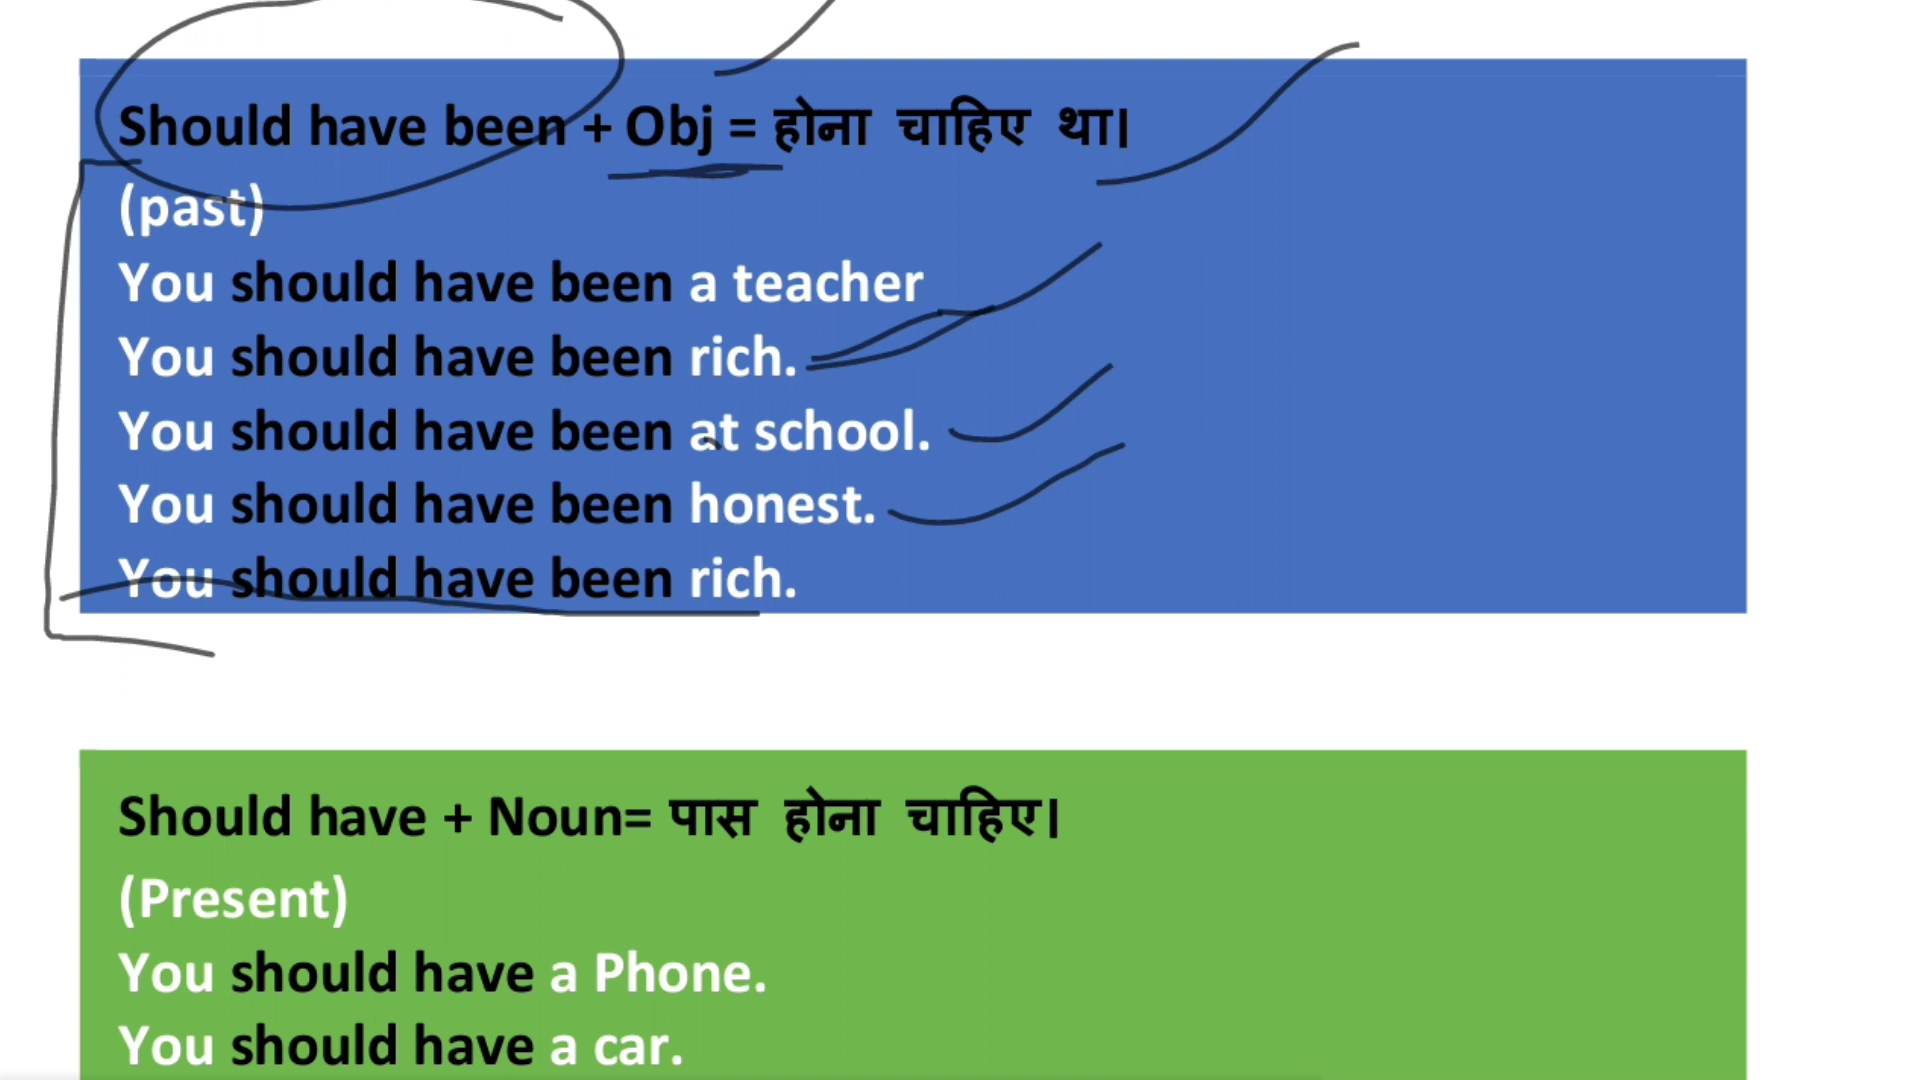 Should have been + Obj = होना चाहिए था।
(past)
You should have been a teacher
You should have been rich.
You should have been at school.
You should have been honest.
You should have been rich.
Should have + Noun= पास होना चाहिए।
(Present)
You should have a Phone.
You should have a car.